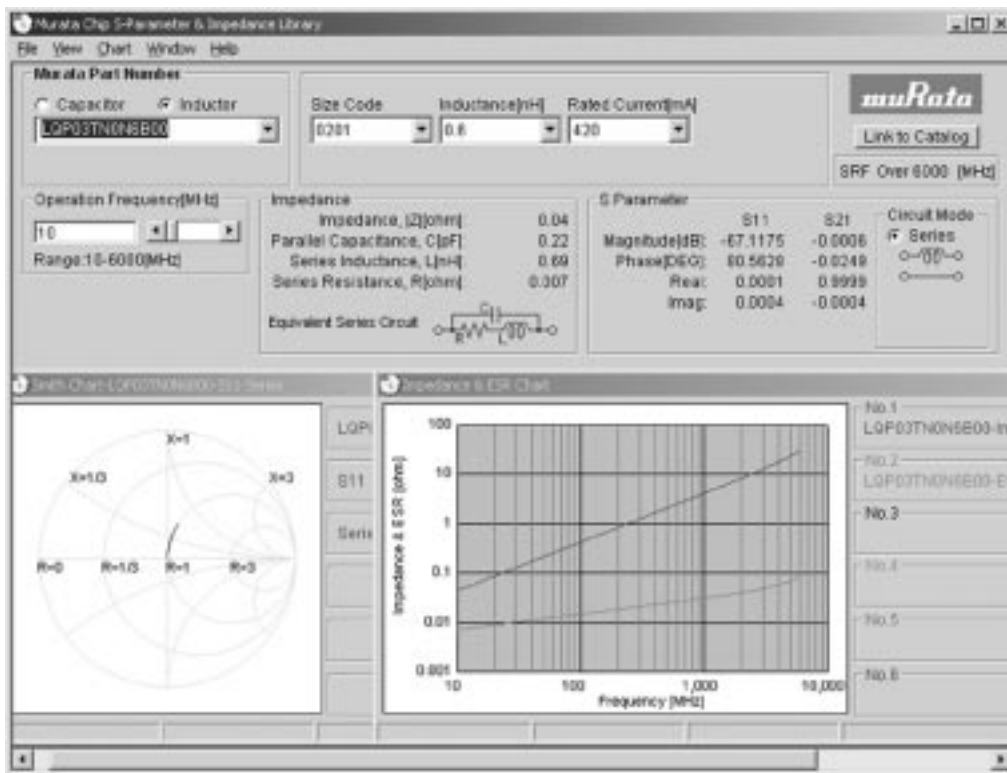 Murata Chip S-Parameter & Impedance Library
File View Chart Window Help
Murata Part Number
Capacitor Inductor
LQP03TN0N6B00
Size Code Inductance[nH] Rated Current[mA]
0201 0.6 420
muRata
Link to Catalog
SRF Over 6000 [MHz]
Operation Frequency[MHz]
10
Range:10-6000[MHz]
Impedance
Impedance, |Z|[ohm]: 0.04
Parallel Capacitance, C[pF]: 0.22
Series Inductance, L[nH]: 0.69
Series Resistance, R[ohm]: 0.007
Equivalent Series Circuit
C
R L
S Parameter
S11 S21
Magnitude[dB]: -67.1175 -0.0006
Phase[DEG]: 80.5628 -0.0249
Real: 0.0001 0.9999
Imag: 0.0004 -0.0004
Circuit Mode
Series
Smith Chart-LQP03TN0N6B00-S11-Series
X=1
X=1/3 X=3
R=0 R=1/3 R=1 R=3
S11
Impedance & ESR Chart
Impedance & ESR [ohm]
100
10
1
0.1
0.01
0.001
10 100 1,000 10,000
Frequency [MHz]
No.1
No.2
No.3
No.4
No.5
No.6